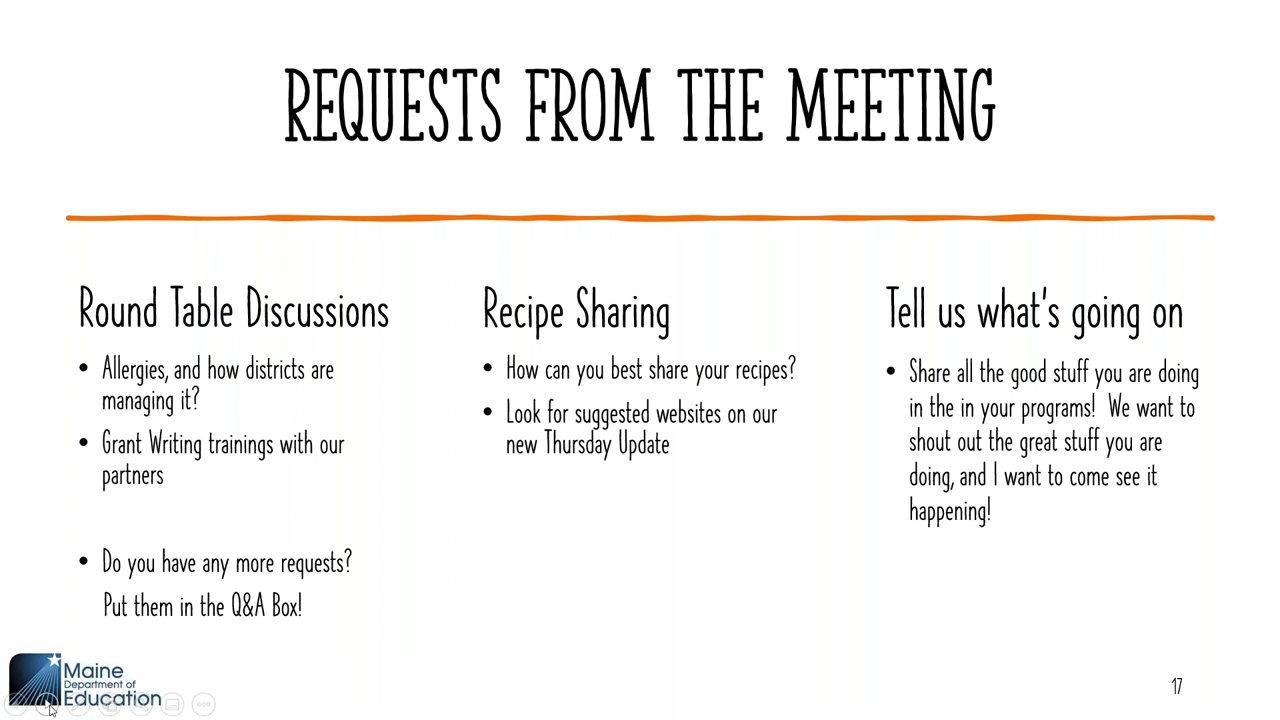 REQUESTS FROM THE MEETING
Round Table Discussions
• Allergies, and how districts are
managing it?
• Grant Writing trainings with our
partners
• Do you have any more requests?
Put them in the Q&A Box!
Recipe Sharing
• How can you best share your recipes?
• Look for suggested websites on our
new Thursday Update
Tell us what's going on
• Share all the good stuff you are doing
in the in your programs! We want to
shout out the great stuff you are
doing, and I want to come see it
happening!
Maine
Department of
Education
17